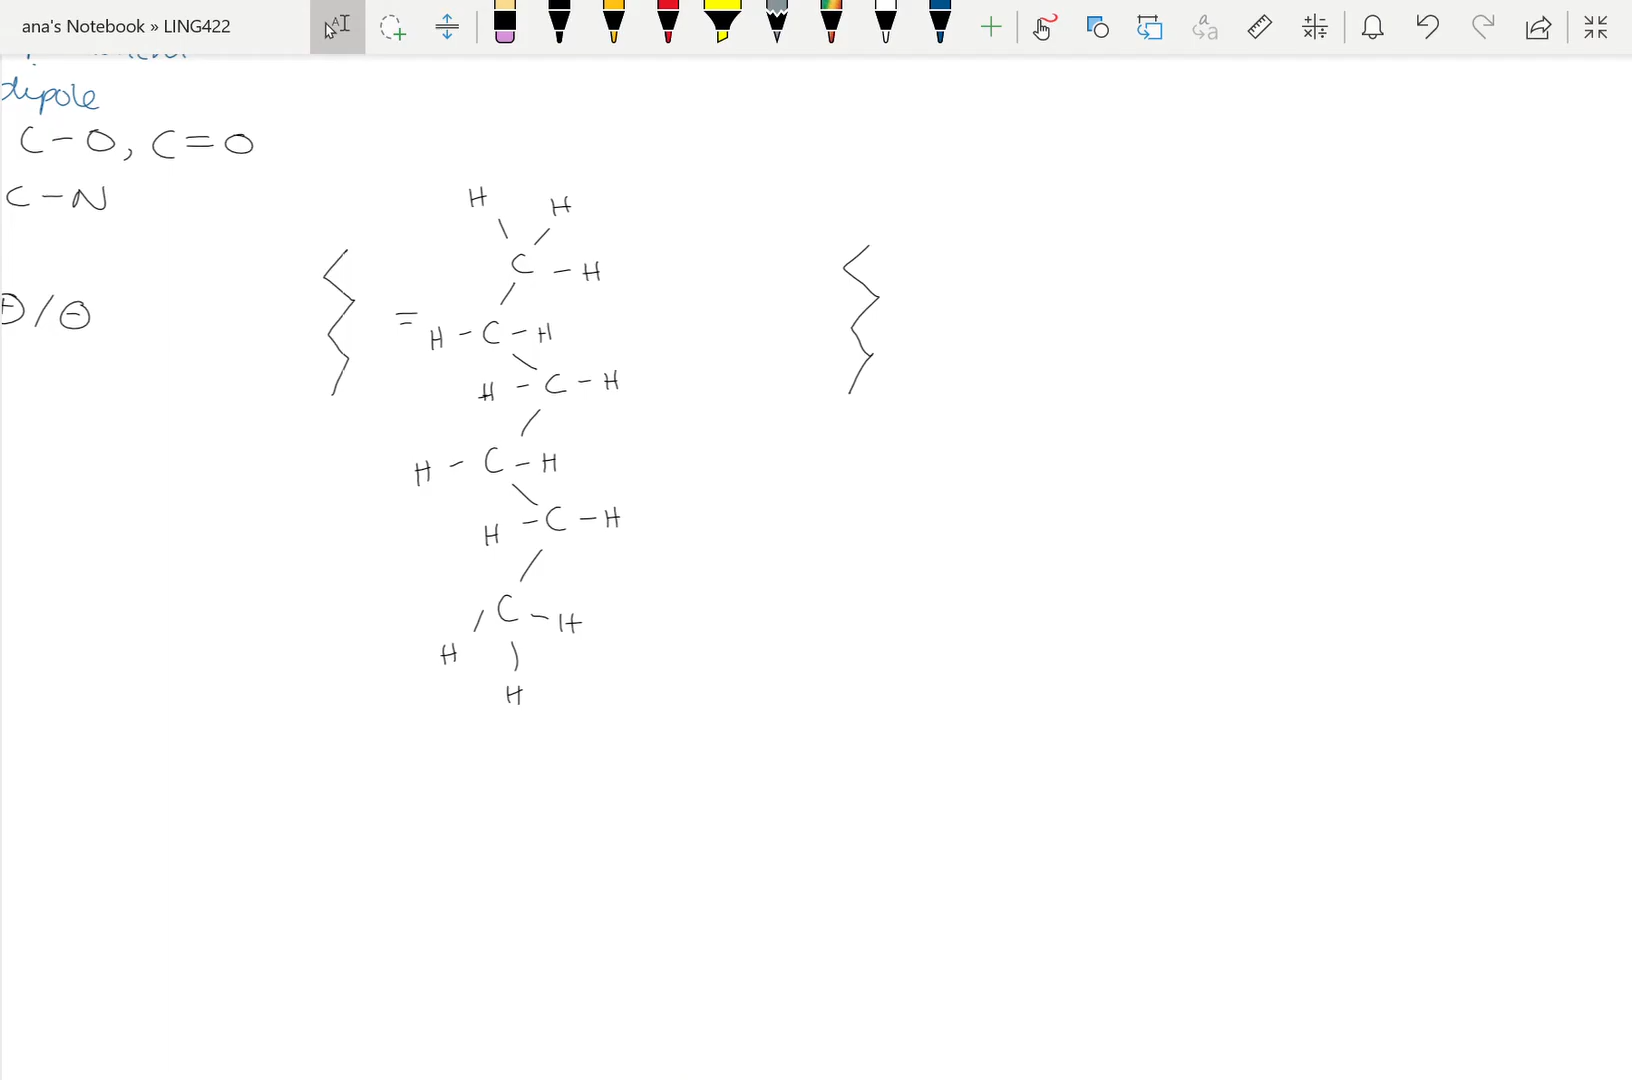 ana's Notebook » LING422
dipole
C-O, C=O
C-N
H H
C-H
⊕/⊖
= H-C-H
H-C-H
H-C-H
H-C-H
C-H
H
H